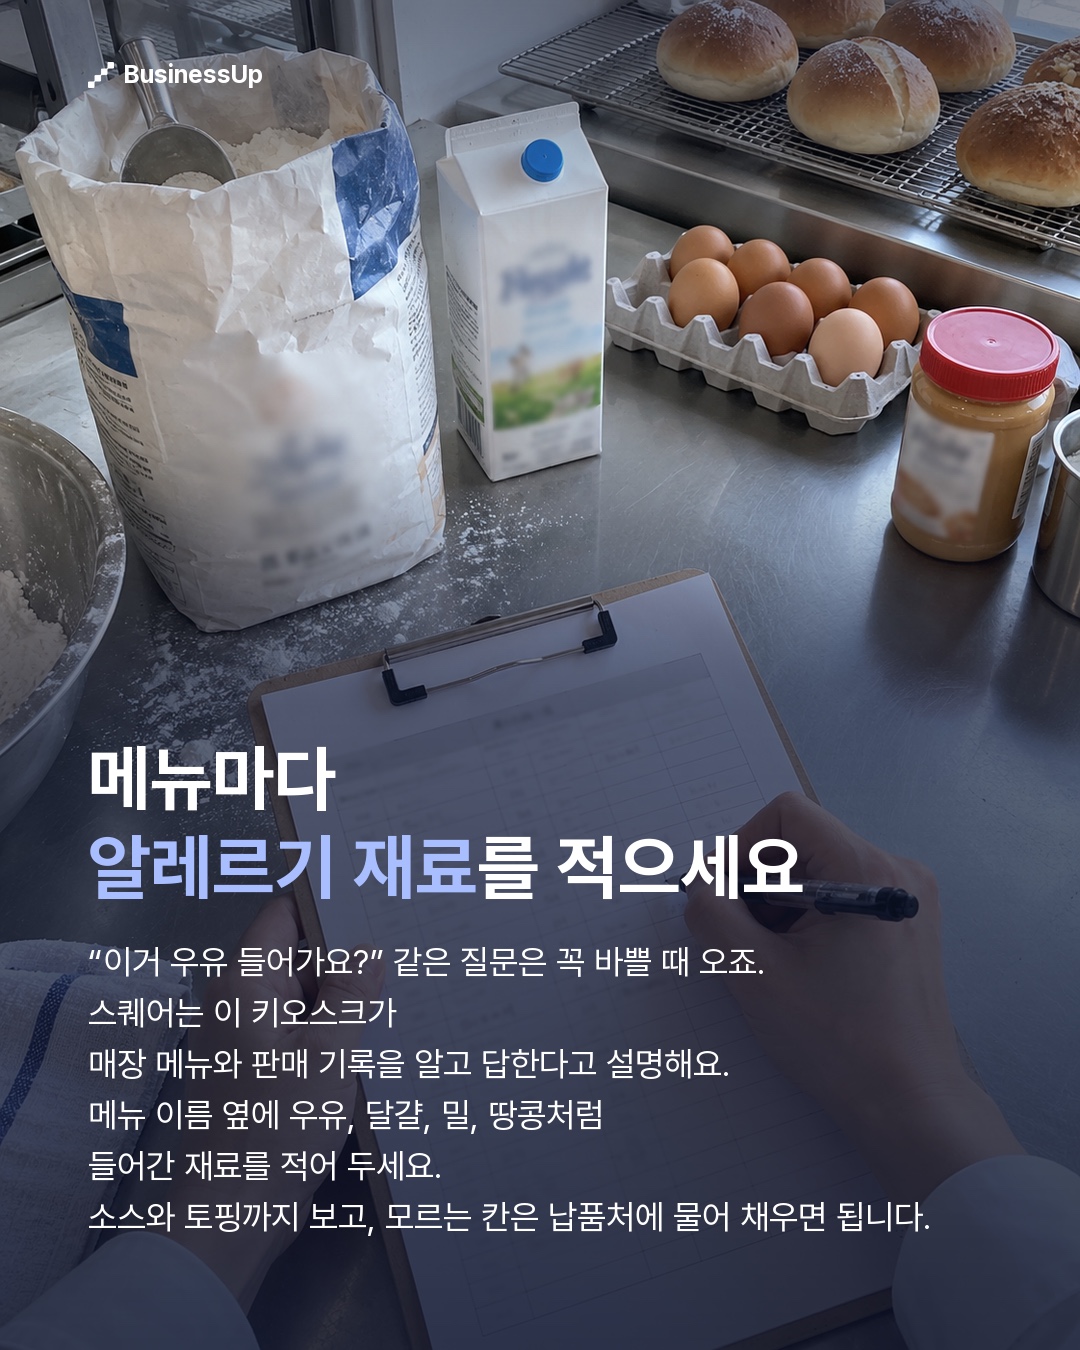 BusinessUp
메뉴마다
알레르기 재료를 적으세요
“이거 우유 들어가요?” 같은 질문은 꼭 바쁠 때 오죠.
스퀘어는 이 키오스크가
매장 메뉴와 판매 기록을 알고 답한다고 설명해요.
메뉴 이름 옆에 우유, 달걀, 밀, 땅콩처럼
들어간 재료를 적어 두세요.
소스와 토핑까지 보고, 모르는 칸은 납품처에 물어 채우면 됩니다.